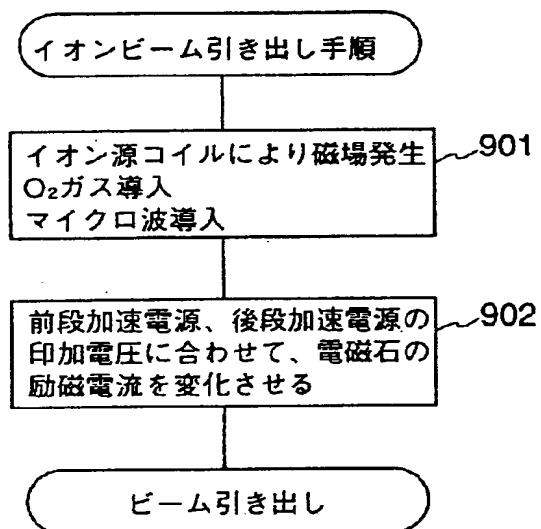 イオンビーム引き出し手順
イオン源コイルにより磁場発生
901
O₂ガス導入
マイクロ波導入
前段加速電源、後段加速電源の
902
印加電圧に合わせて、電磁石の
励磁電流を変化させる
ビーム引き出し